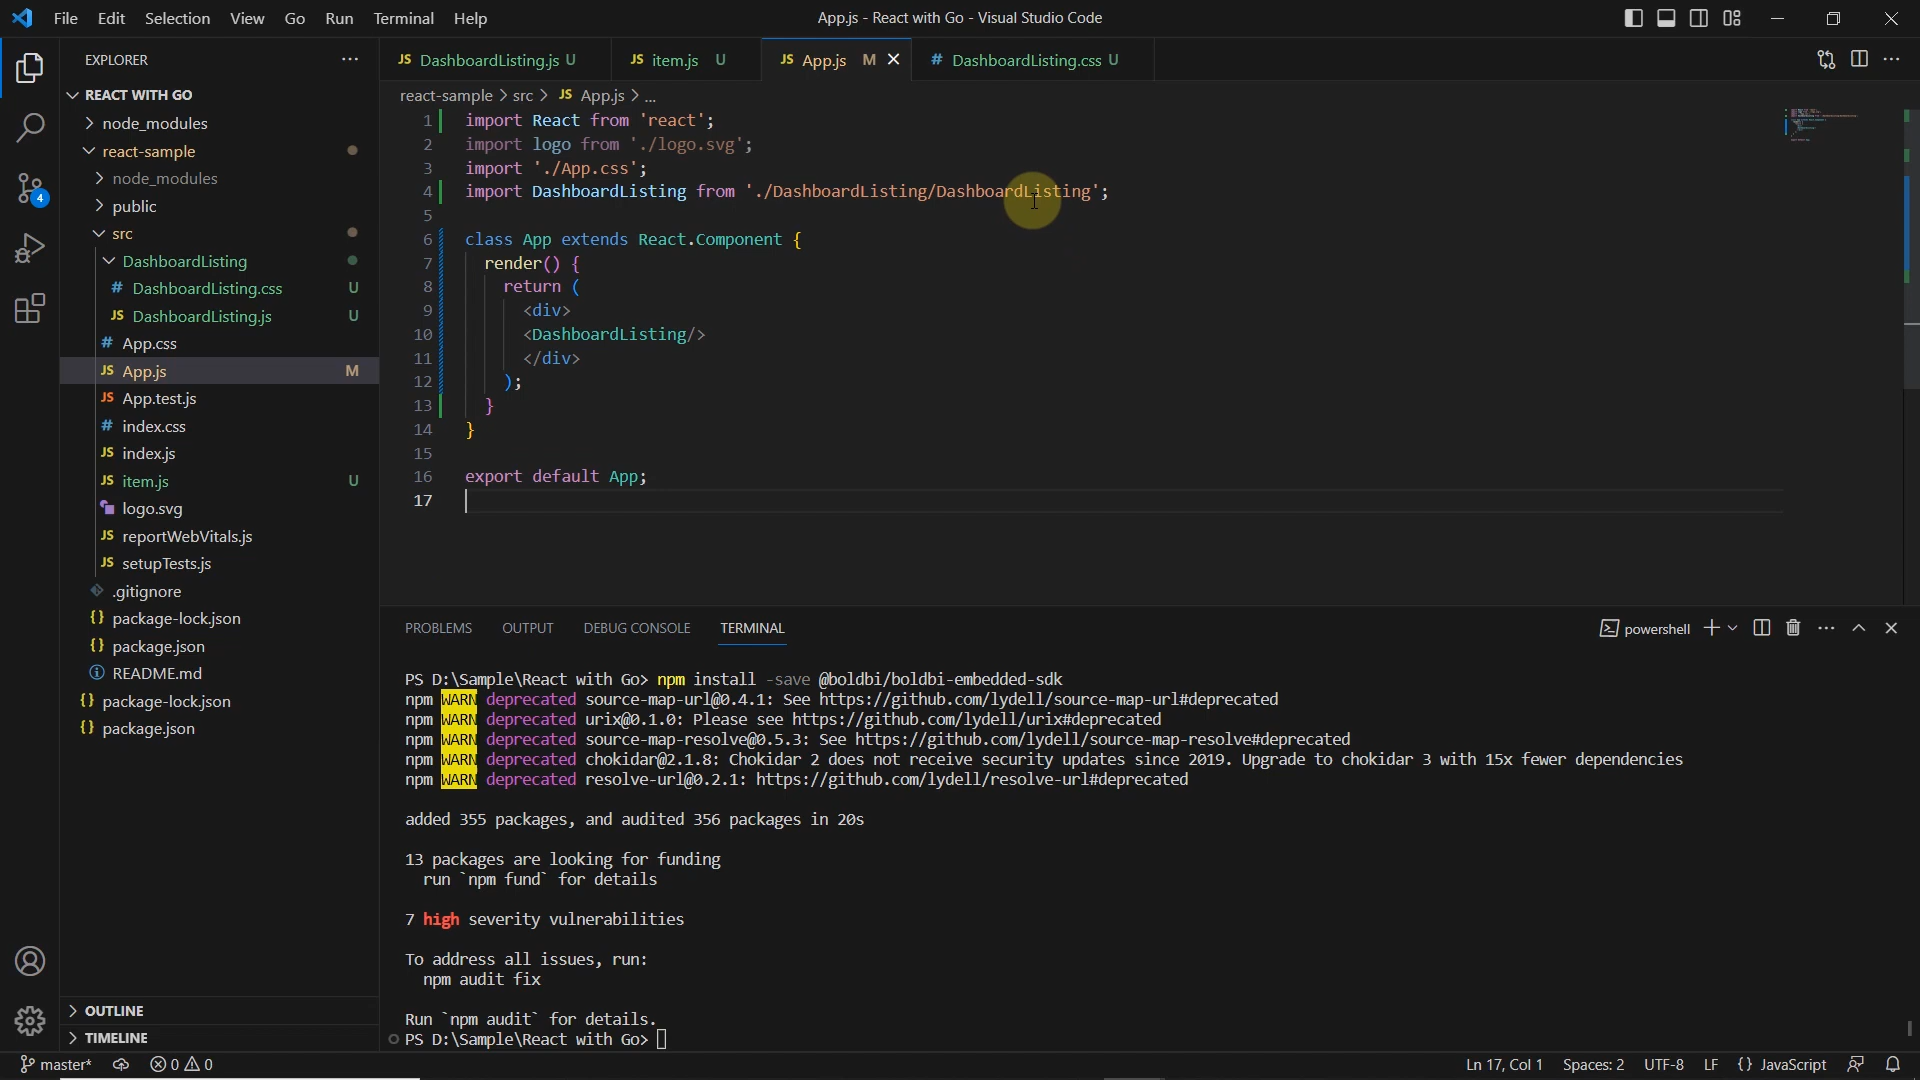 File Edit Selection View Go Run Terminal Help
App.js - React with Go - Visual Studio Code
EXPLORER
REACT WITH GO
node_modules
react-sample
node_modules
public
src
DashboardListing
# DashboardListing.css U
JS DashboardListing.js U
# App.css
JS App.js M
JS App.test.js
# index.css
JS index.js
JS item.js U
logo.svg
JS reportWebVitals.js
JS setupTests.js
.gitignore
{} package-lock.json
{} package.json
README.md
{} package-lock.json
{} package.json
OUTLINE
TIMELINE
4
JS DashboardListing.js U
JS item.js U
JS App.js M
# DashboardListing.css U
react-sample > src > JS App.js > ...
1 import React from 'react';
2 import logo from './logo.svg';
3 import './App.css';
4 import DashboardListing from './DashboardListing/DashboardListing';
5
6 class App extends React.Component {
7 render() {
8 return (
9 <div>
10 <DashboardListing/>
11 </div>
12 );
13 }
14 }
15
16 export default App;
17
PROBLEMS OUTPUT DEBUG CONSOLE TERMINAL
powershell
PS D:\Sample\React with Go> npm install -save @boldbi/boldbi-embedded-sdk
npm WARN deprecated source-map-url@0.4.1: See https://github.com/lydell/source-map-url#deprecated
npm WARN deprecated urix@0.1.0: Please see https://github.com/lydell/urix#deprecated
npm WARN deprecated source-map-resolve@0.5.3: See https://github.com/lydell/source-map-resolve#deprecated
npm WARN deprecated chokidar@2.1.8: Chokidar 2 does not receive security updates since 2019. Upgrade to chokidar 3 with 15x fewer dependencies
npm WARN deprecated resolve-url@0.2.1: https://github.com/lydell/resolve-url#deprecated
added 355 packages, and audited 356 packages in 20s
13 packages are looking for funding
run `npm fund` for details
7 high severity vulnerabilities
To address all issues, run:
npm audit fix
Run `npm audit` for details.
PS D:\Sample\React with Go>
master* 0 0
Ln 17, Col 1 Spaces: 2 UTF-8 LF {} JavaScript